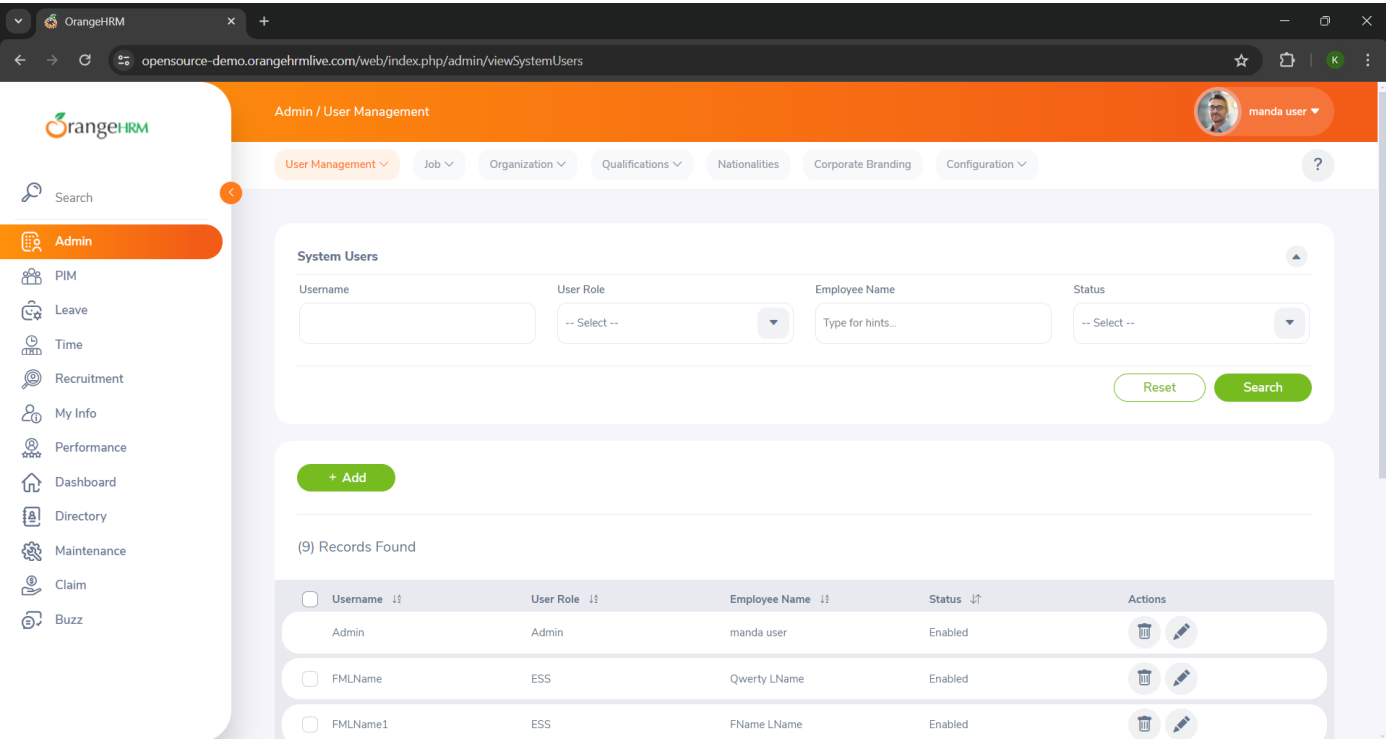 OrangeHRM
opensource-demo.orangehrmlive.com/web/index.php/admin/viewSystemUsers
K
OrangeHRM
Admin / User Management
manda user
User Management
Job
Organization
Qualifications
Nationalities
Corporate Branding
Configuration
?
Search
Admin
PIM
Leave
Time
Recruitment
My Info
Performance
Dashboard
Directory
Maintenance
Claim
Buzz
System Users
Username User Role Employee Name Status
-- Select -- Type for hints... -- Select --
Reset Search
+ Add
(9) Records Found
Username User Role Employee Name Status Actions
Admin Admin manda user Enabled
FMLName ESS Qwerty LName Enabled
FMLName1 ESS FName LName Enabled